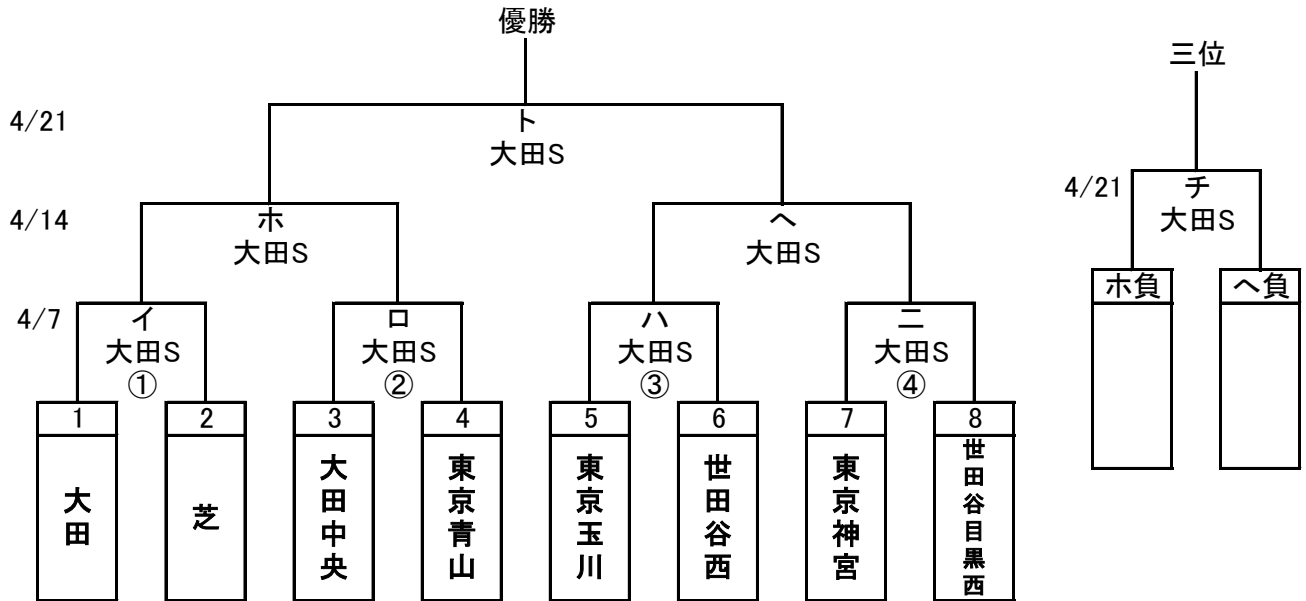 優勝
三位
4/21
ト
大田S
4/21
チ
大田S
4/14
ホ
大田S
ヘ
大田S
ホ負
ヘ負
4/7
イ
大田S
①
ロ
大田S
②
ハ
大田S
③
ニ
大田S
④
1
2
3
4
5
6
7
8
大田
芝
大田中央
東京青山
東京玉川
世田谷西
東京神宮
世田谷目黒西